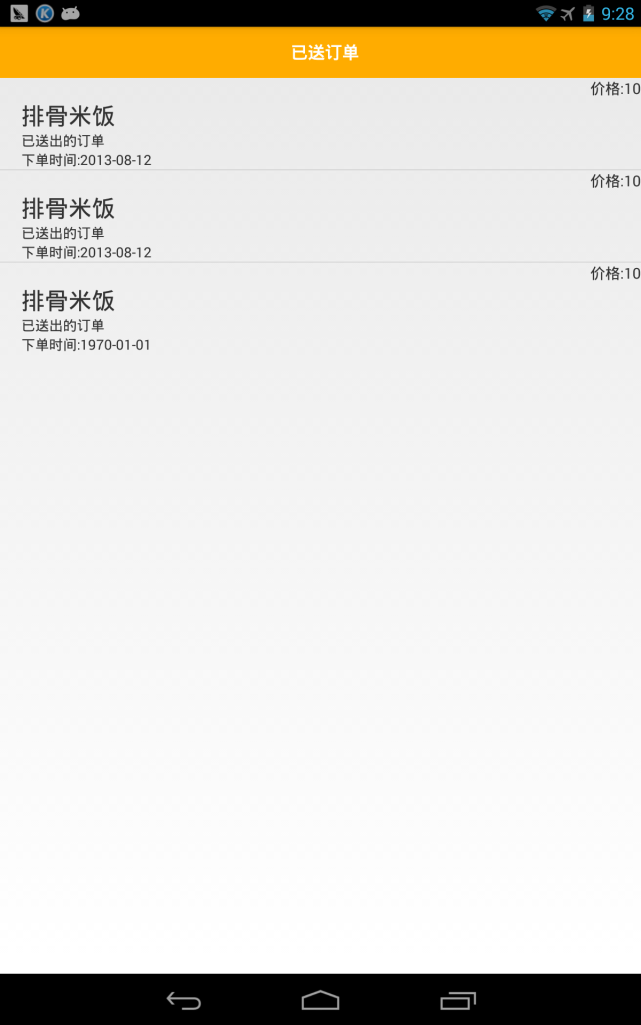 9:28
已送订单
价格:10
排骨米饭
已送出的订单
下单时间:2013-08-12
价格:10
排骨米饭
已送出的订单
下单时间:2013-08-12
价格:10
排骨米饭
已送出的订单
下单时间:1970-01-01